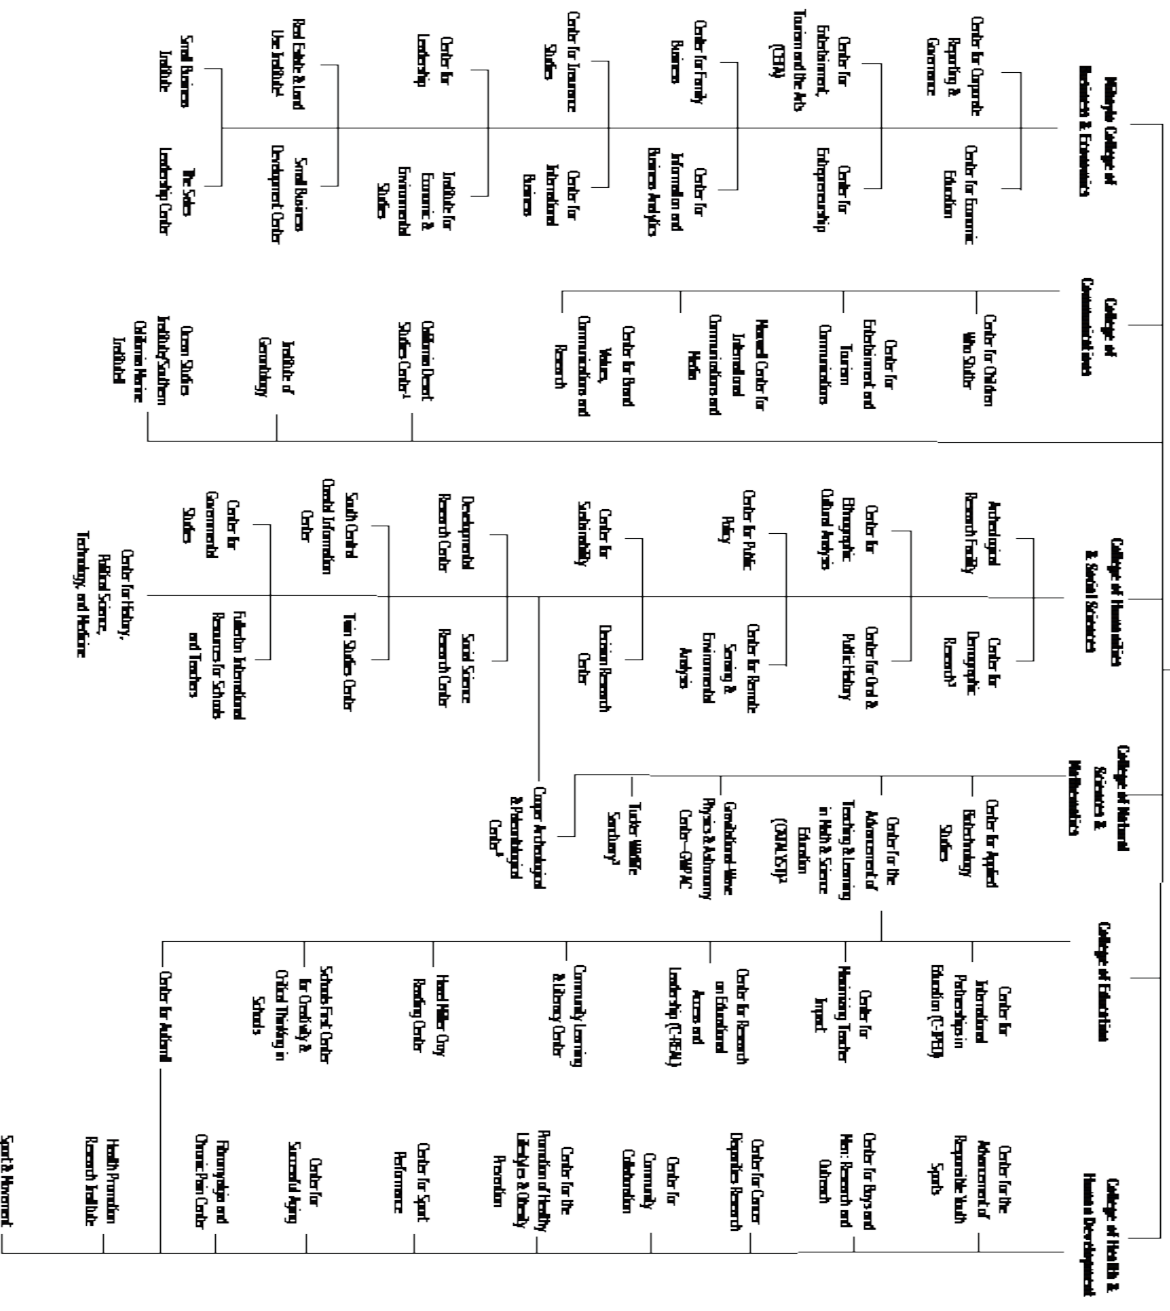 Mihaylo College of
Business & Economics
Center for Corporate
Reporting &
Governance
Center for Economic
Education
Center for
Entertainment,
Tourism and the Arts
(CETA)
Center for
Entrepreneurship
Center for Family
Business
Center for
Information and
Business Analytics
Center for Insurance
Studies
Center for
International
Business
Center for
Leadership
Institute for
Economic &
Environmental
Studies
Real Estate & Land
Use Institute¹
Small Business
Development Center
Small Business
Institute
The Sales
Leadership Center
College of
Communications
Center for Children
Who Stutter
Center for
Entertainment and
Tourism
Communications
Maxwell Center for
International
Communications and
Media
Center for Brand
Values,
Communications and
Research
California Desert
Studies Center¹
Institute of
Gerontology
Ocean Studies
Institute/Southern
California Marine
Institute¹
College of Humanities
& Social Sciences
Archeological
Research Facility
Center for
Demographic
Research³
Center for
Ethnographic
Cultural Analysis
Center for Oral &
Public History
Center for Public
Policy
Center for Remote
Sensing &
Environmental
Analysis
Center for
Sustainability
Decision Research
Center
Developmental
Research Center
Social Science
Research Center
South Central
Coastal Information
Center
Twin Studies Center
Center for
Governmental
Studies
Fullerton International
Resources for Schools
and Teachers
Center for History,
Political Science,
Technology, and Medicine
College of Natural
Sciences &
Mathematics
Center for Applied
Biotechnology
Studies
Center for the
Advancement of
Teaching & Learning
in Math & Science
Education
(CATALYST)²
Gravitational-Wave
Physics & Astronomy
Center—GWPAC
Tucker Wildlife
Sanctuary³
Cooper Archeological
& Paleontological
Center
College of Education
Center for
International
Partnerships in
Education (C-IPED)
Center for
Maximizing Teacher
Impact
Center for Research
on Educational
Access and
Leadership (C-REAL)
Community Learning
& Literacy Center
Hazel Miller Croy
Reading Center
SchoolsFirst Center
for Creativity &
Critical Thinking in
Schools
Center for Autism
College of Health &
Human Development
Center for the
Advancement of
Responsible Youth
Sports
Center for Boys and
Men: Research and
Outreach
Center for Cancer
Disparities Research
Center for
Community
Collaboration
Center for the
Promotion of Healthy
Lifestyles & Obesity
Prevention
Center for Sport
Performance
Center for
Successful Aging
Fibromyalgia and
Chronic Pain Center
Health Promotion
Research Institute
Sport & Movement